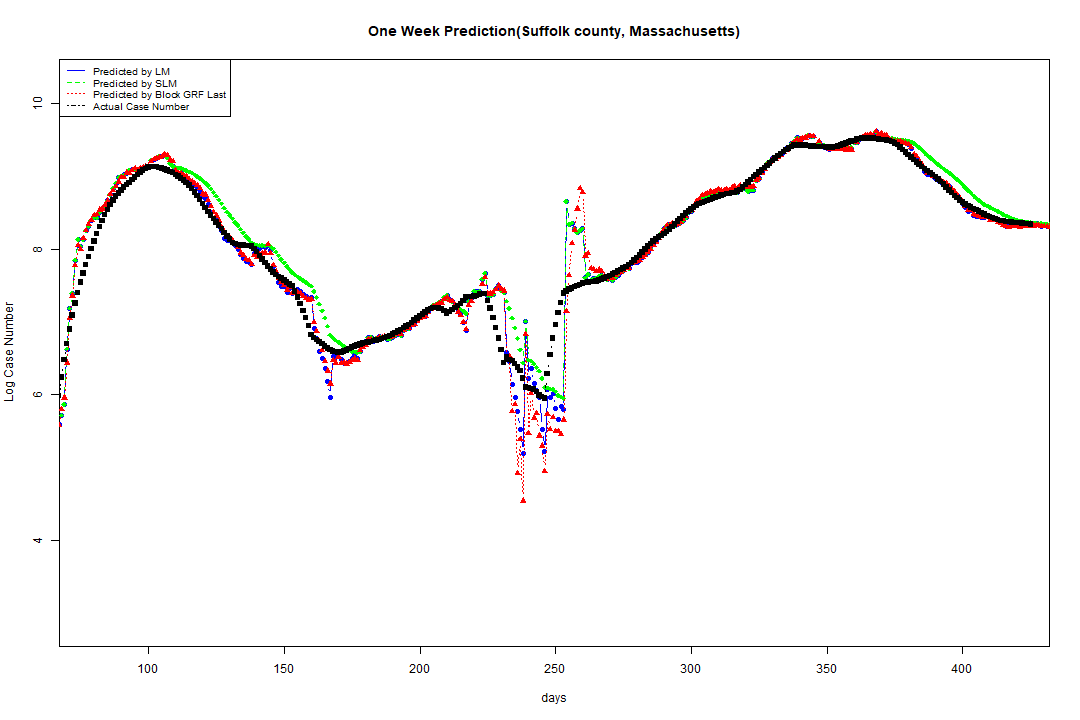 One Week Prediction(Suffolk county, Massachusetts)
Predicted by LM
Predicted by SLM
Predicted by Block GRF Last
Actual Case Number
10
8
6
4
Log Case Number
100 150 200 250 300 350 400
days